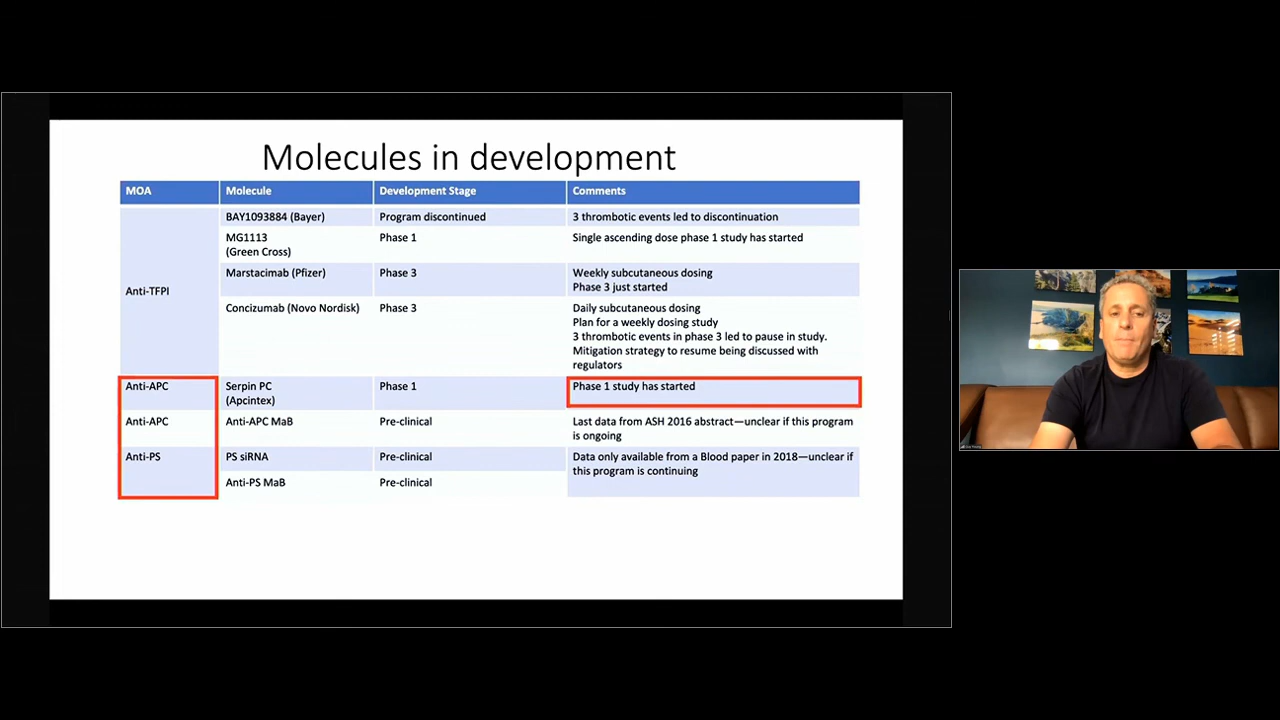 Molecules in development
MOA Molecule Development Stage Comments
BAY1093884 (Bayer) Program discontinued 3 thrombotic events led to discontinuation
MG1113 Phase 1 Single ascending dose phase 1 study has started
(Green Cross)
Marstacimab (Pfizer) Phase 3 Weekly subcutaneous dosing
Phase 3 just started
Anti-TFPI
Concizumab (Novo Nordisk) Phase 3 Daily subcutaneous dosing
Plan for a weekly dosing study
3 thrombotic events in phase 3 led to pause in study.
Mitigation strategy to resume being discussed with
regulators
Anti-APC Serpin PC Phase 1 Phase 1 study has started
(Apcintex)
Anti-APC Anti-APC MaB Pre-clinical Last data from ASH 2016 abstract—unclear if this program
is ongoing
Anti-PS PS siRNA Pre-clinical Data only available from a Blood paper in 2018—unclear if
this program is continuing
Anti-PS MaB Pre-clinical